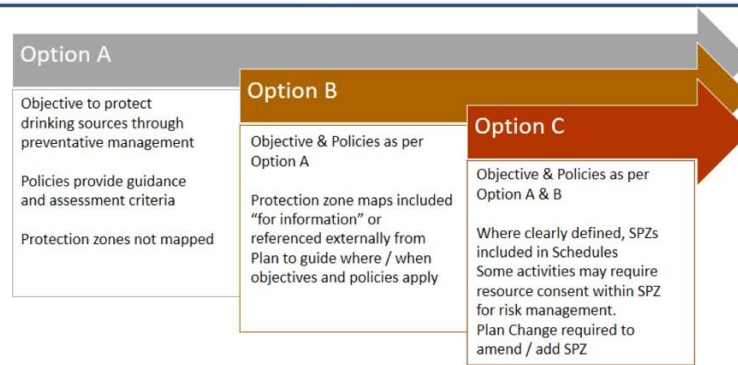 Option A
Objective to protect
drinking sources through
preventative management
Policies provide guidance
and assessment criteria
Protection zones not mapped
Option B
Objective & Policies as per
Option A
Protection zone maps included
“for information” or
referenced externally from
Plan to guide where / when
objectives and policies apply
Option C
Objective & Policies as per
Option A & B
Where clearly defined, SPZs
included in Schedules
Some activities may require
resource consent within SPZ
for risk management.
Plan Change required to
amend / add SPZ